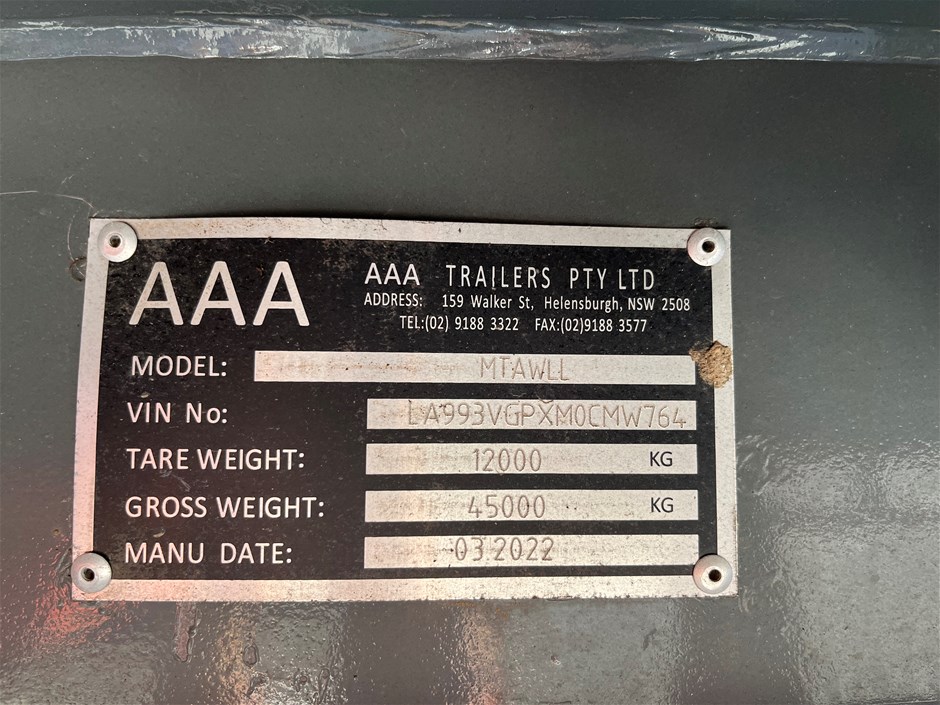 AAA
AAA TRAILERS PTY LTD
ADDRESS: 159 Walker St, Helensburgh, NSW 2508
TEL:(02) 9188 3322 FAX:(02)9188 3577
MODEL: MTAWLL
VIN No: LA993VGPXM0CMW764
TARE WEIGHT: 12000 KG
GROSS WEIGHT: 45000 KG
MANU DATE: 03 2022